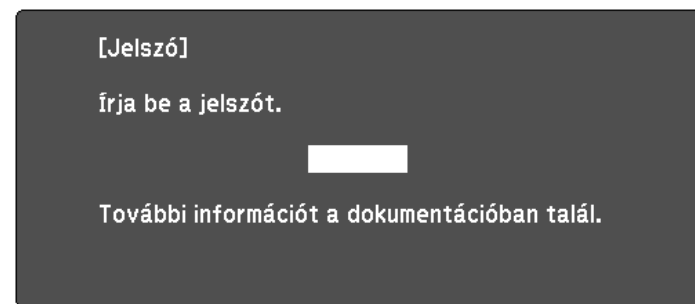 [Jelszó]
Írja be a jelszót.
További információt a dokumentációban talál.